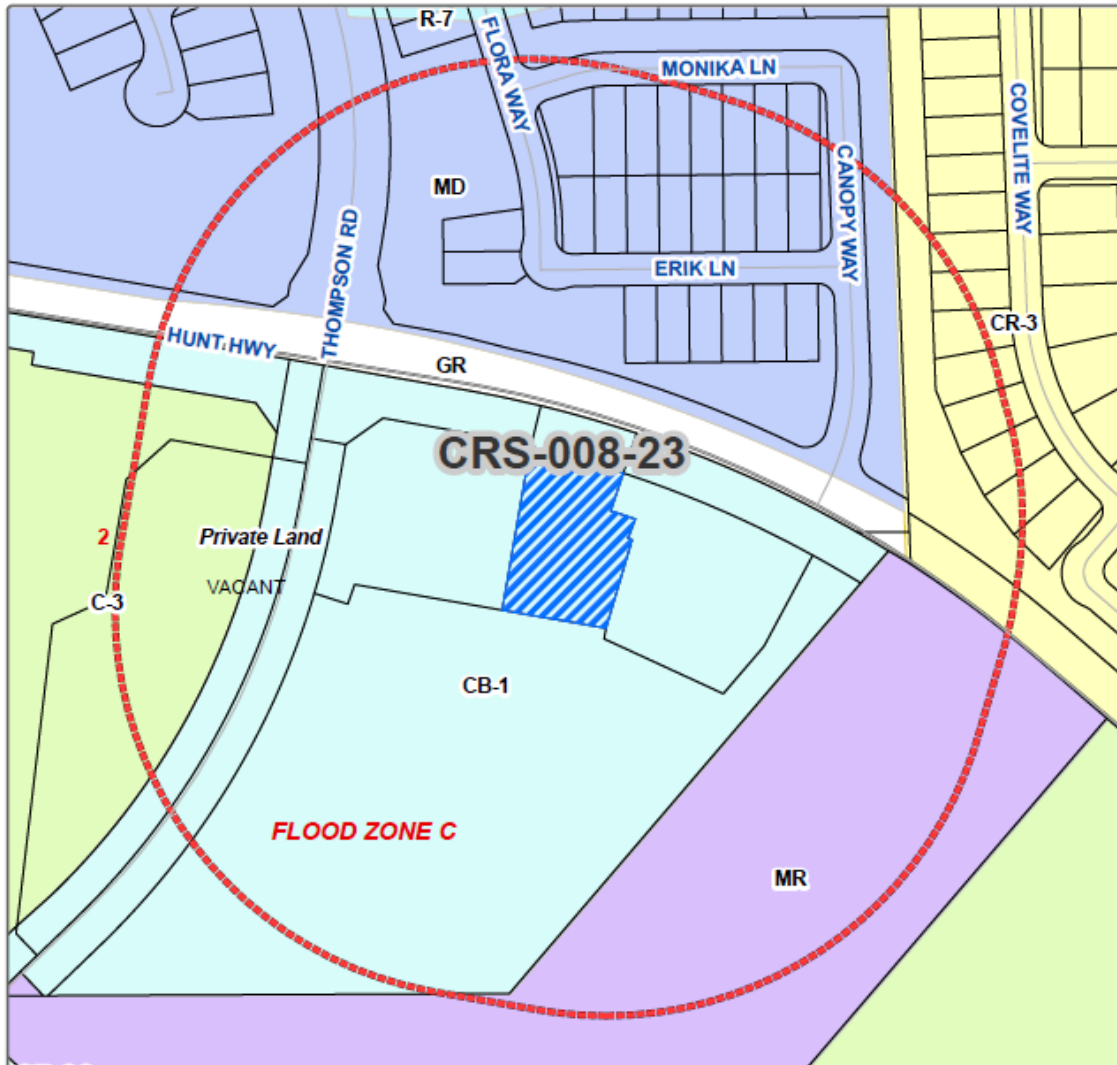 R-7
FLORA WAY
MONIKA LN
COVELITE WAY
CANOPY WAY
MD
THOMPSON RD
ERIK LN
CR-3
HUNT HWY
GR
CRS-008-23
2
Private Land
VACANT
C-3
CB-1
FLOOD ZONE C
MR